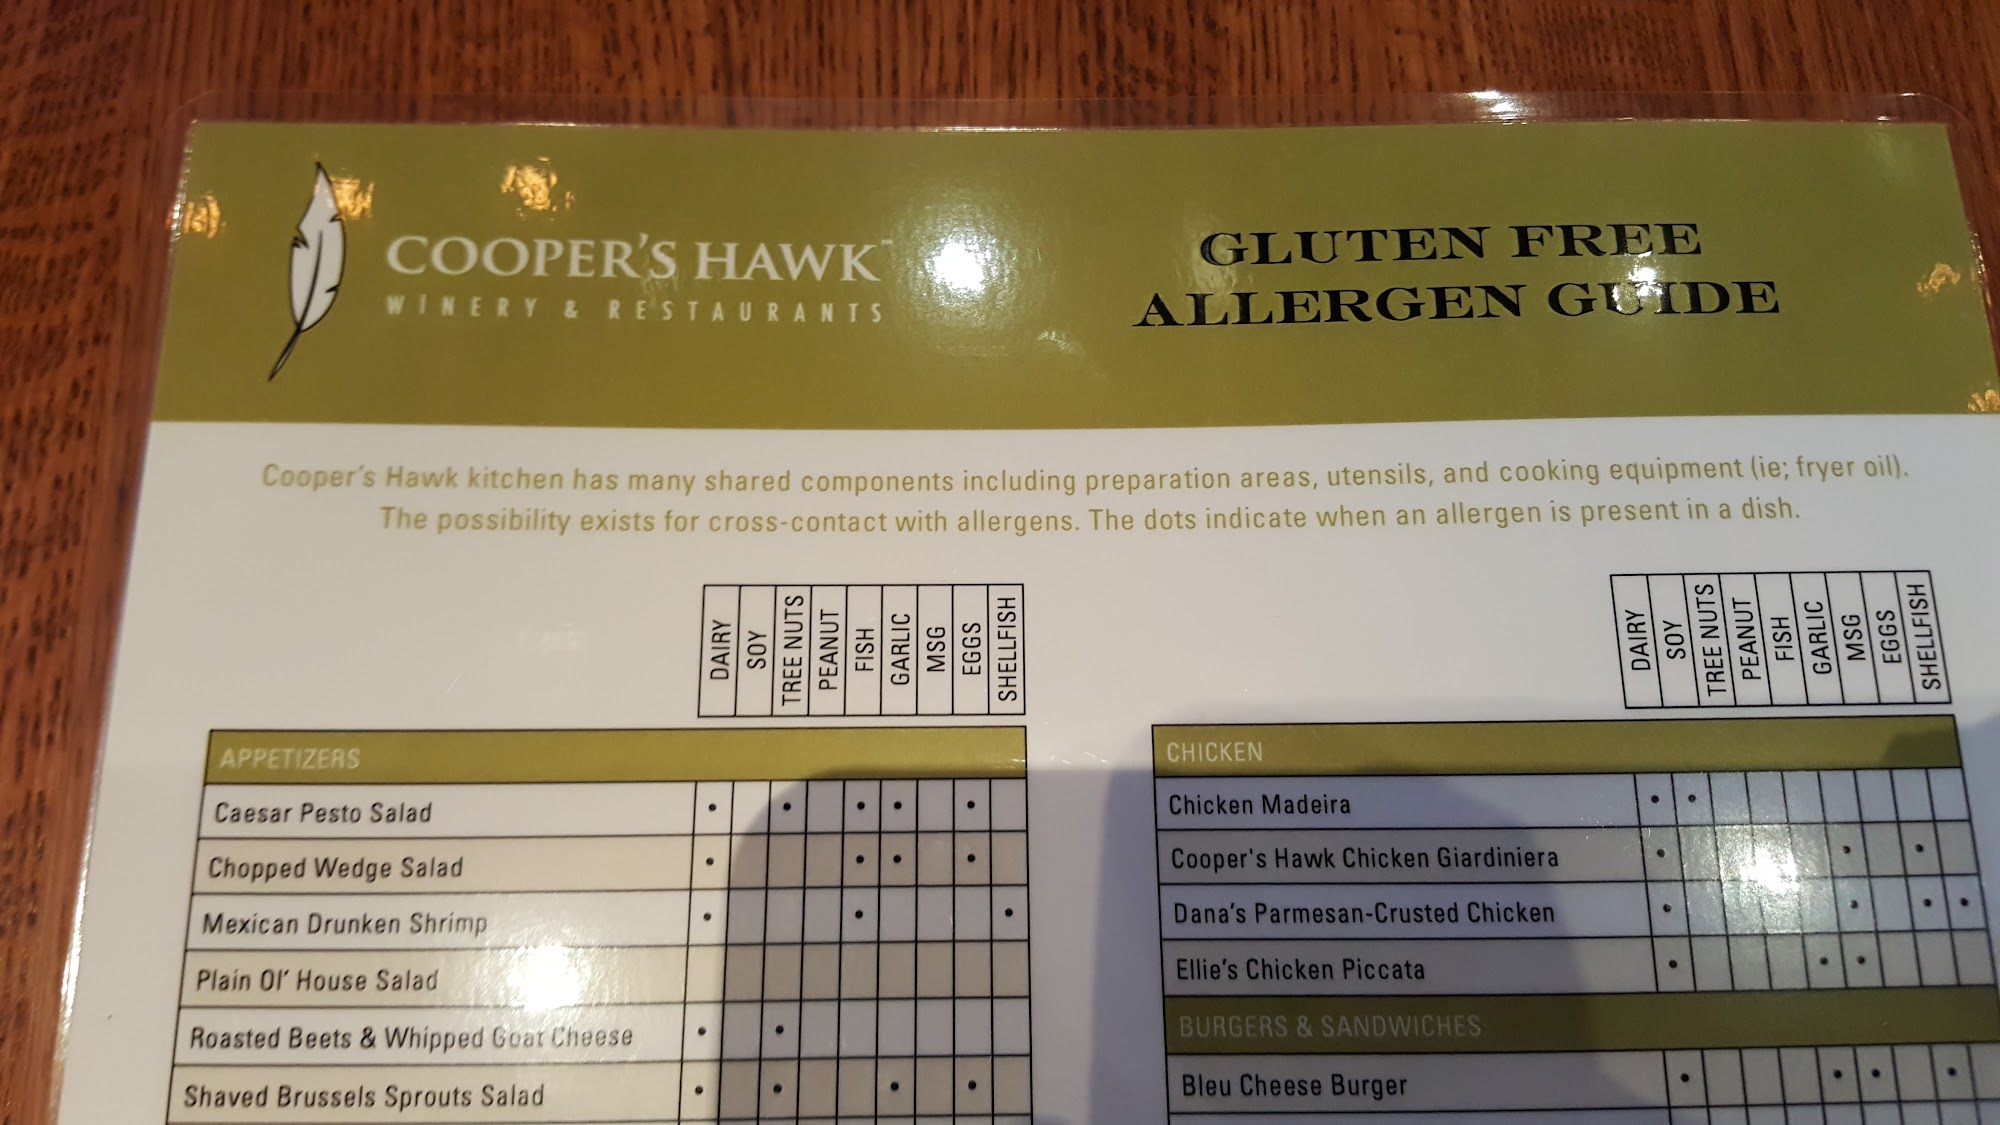 COOPER'S HAWK™
WINERY & RESTAURANTS
GLUTEN FREE
ALLERGEN GUIDE
Cooper's Hawk kitchen has many shared components including preparation areas, utensils, and cooking equipment (ie; fryer oil).
The possibility exists for cross-contact with allergens. The dots indicate when an allergen is present in a dish.
DAIRY
SOY
TREE NUTS
PEANUT
FISH
GARLIC
MSG
EGGS
SHELLFISH
APPETIZERS
Caesar Pesto Salad
Chopped Wedge Salad
Mexican Drunken Shrimp
Plain Ol' House Salad
Roasted Beets & Whipped Goat Cheese
Shaved Brussels Sprouts Salad
DAIRY
SOY
TREE NUTS
PEANUT
FISH
GARLIC
MSG
EGGS
SHELLFISH
CHICKEN
Chicken Madeira
Cooper's Hawk Chicken Giardiniera
Dana's Parmesan-Crusted Chicken
Ellie's Chicken Piccata
BURGERS & SANDWICHES
Bleu Cheese Burger